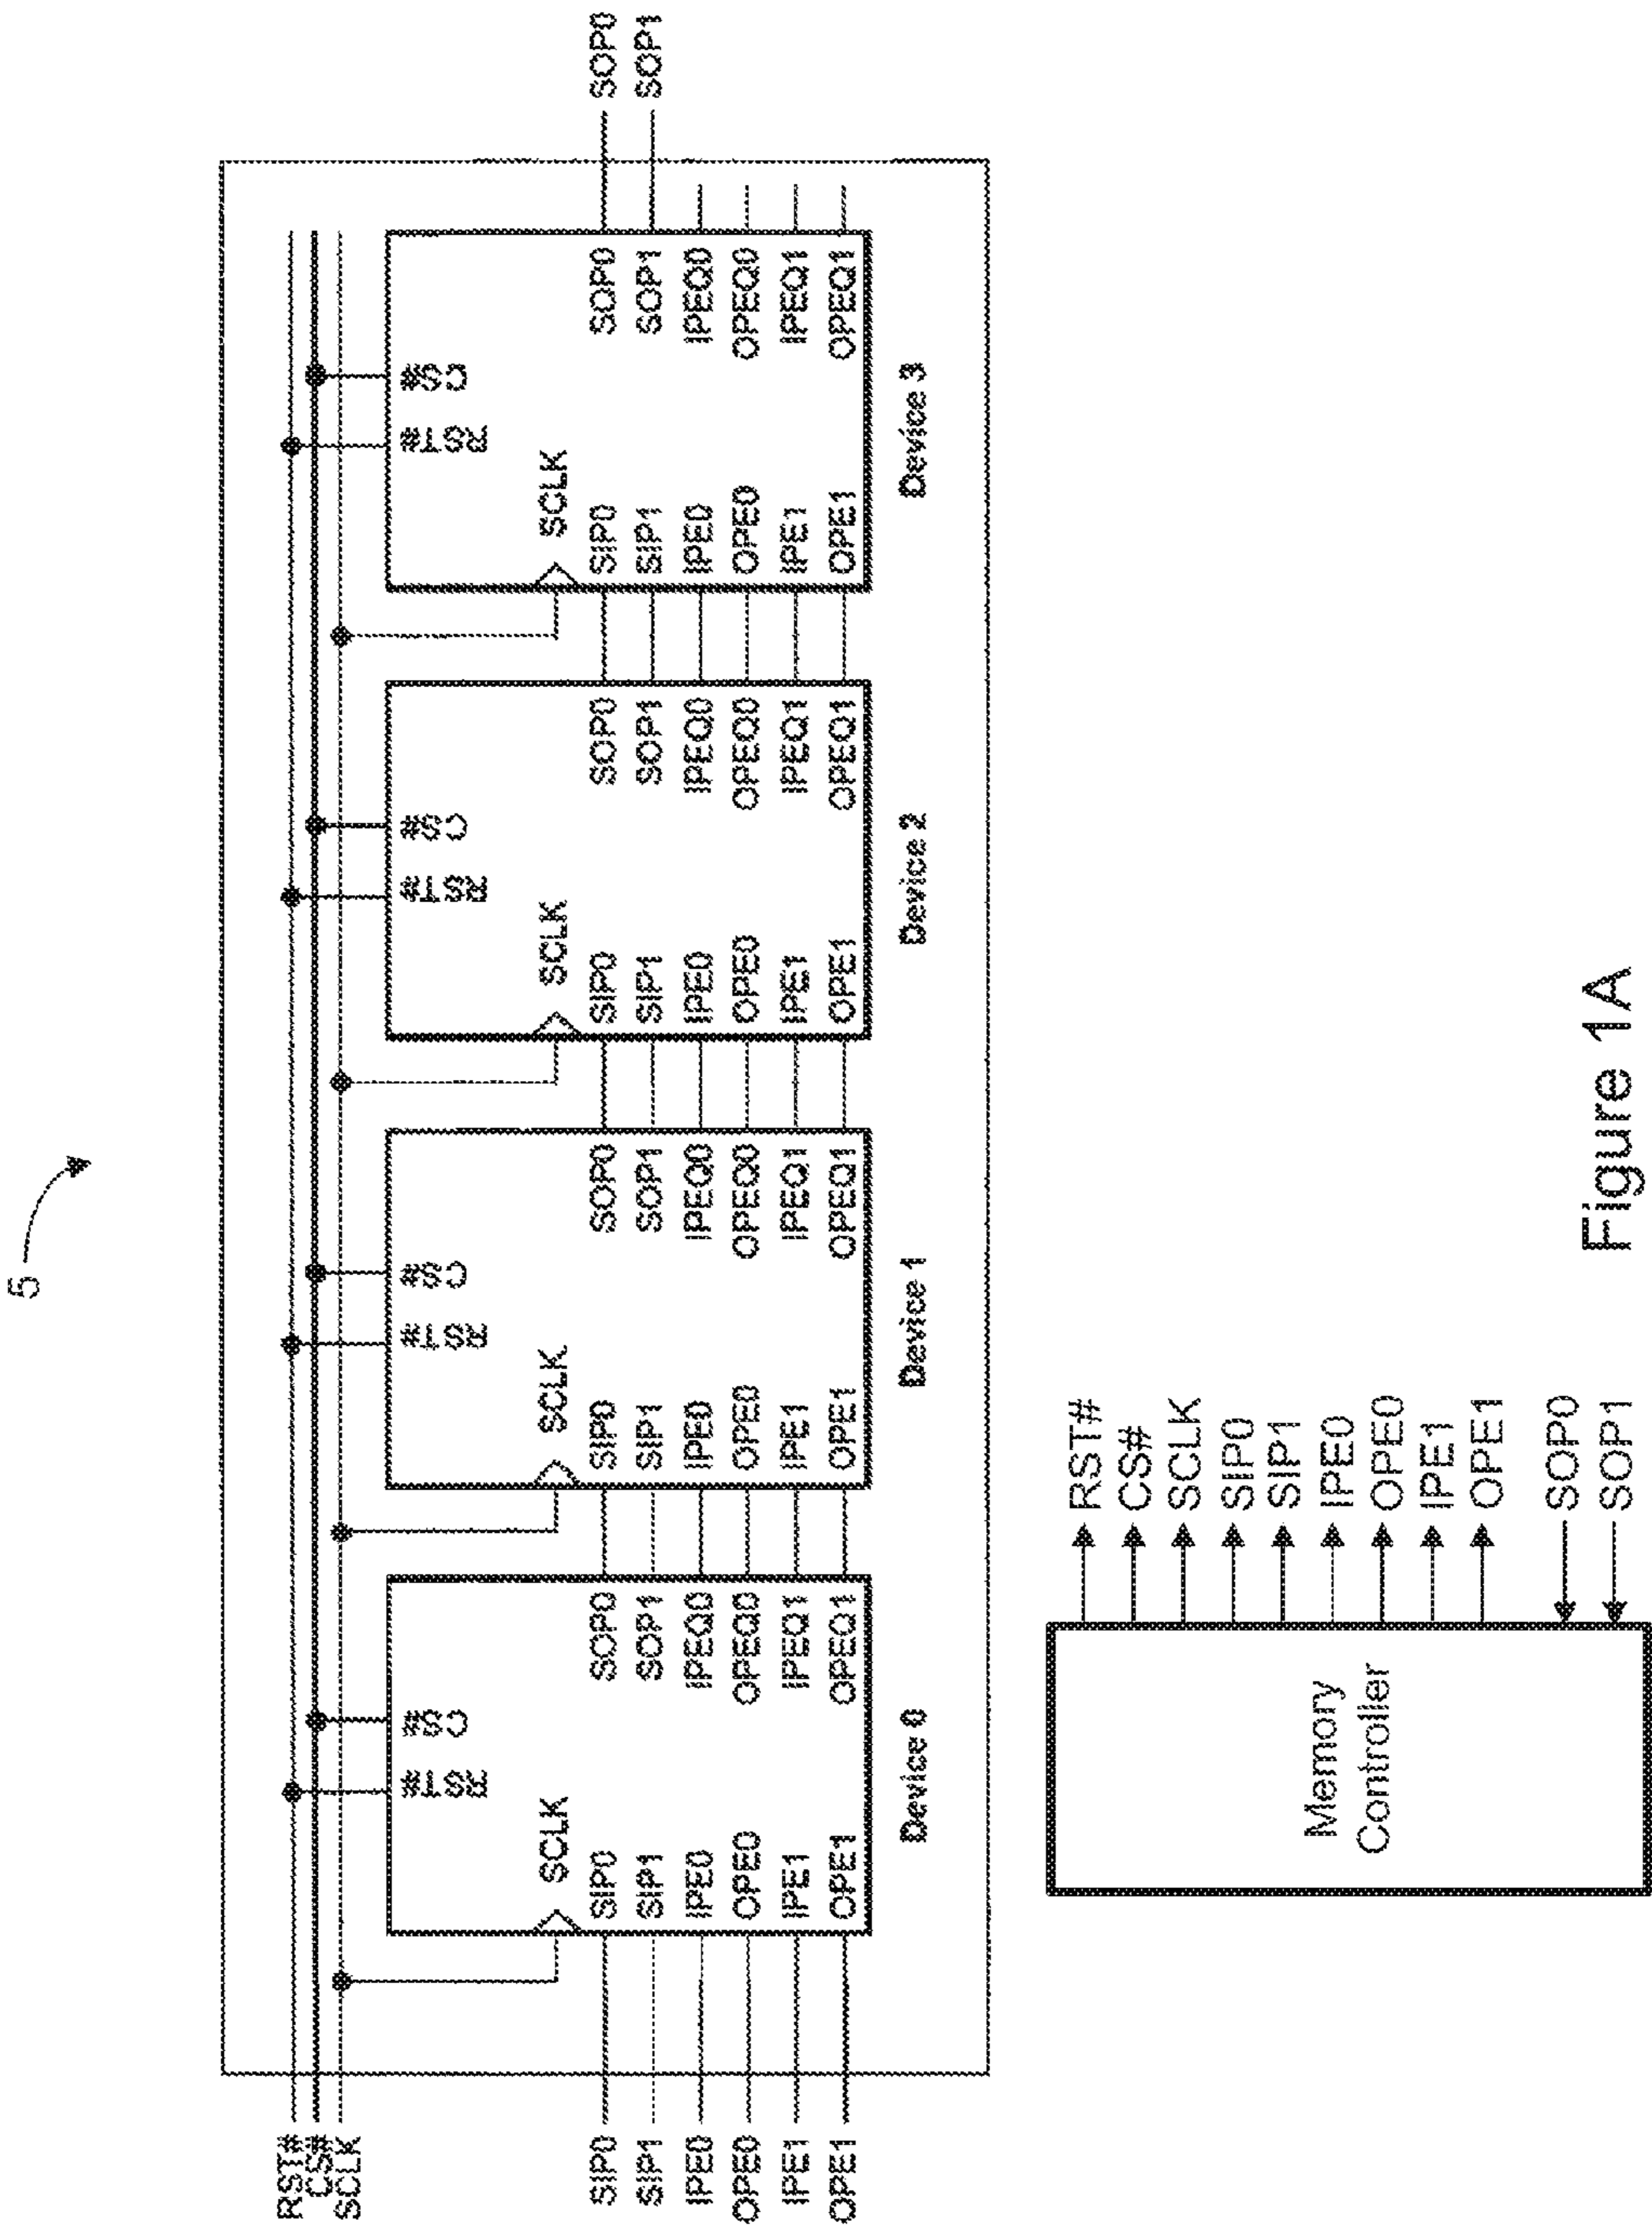 5
RST#
CS#
SCLK
SIP0
SIP1
IPE0
OPE0
IPE1
OPE1
RST#
CS#
SCLK
SIP0 SOP0
SIP1 SOP1
IPE0 IPEQ0
OPE0 OPEQ0
IPE1 IPEQ1
OPE1 OPEQ1
Device 0
RST#
CS#
SCLK
SIP0 SOP0
SIP1 SOP1
IPE0 IPEQ0
OPE0 OPEQ0
IPE1 IPEQ1
OPE1 OPEQ1
Device 1
RST#
CS#
SCLK
SIP0 SOP0
SIP1 SOP1
IPE0 IPEQ0
OPE0 OPEQ0
IPE1 IPEQ1
OPE1 OPEQ1
Device 2
RST#
CS#
SCLK
SIP0 SOP0
SIP1 SOP1
IPE0 IPEQ0
OPE0 OPEQ0
IPE1 IPEQ1
OPE1 OPEQ1
Device 3
SOP0
SOP1
Memory
Controller
RST#
CS#
SCLK
SIP0
SIP1
IPE0
OPE0
IPE1
OPE1
SOP0
SOP1
Figure 1A